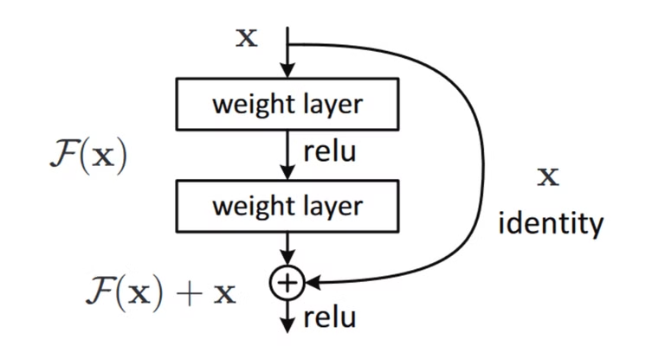 x
weight layer
relu
F(x)
weight layer
x
identity
F(x) + x
relu